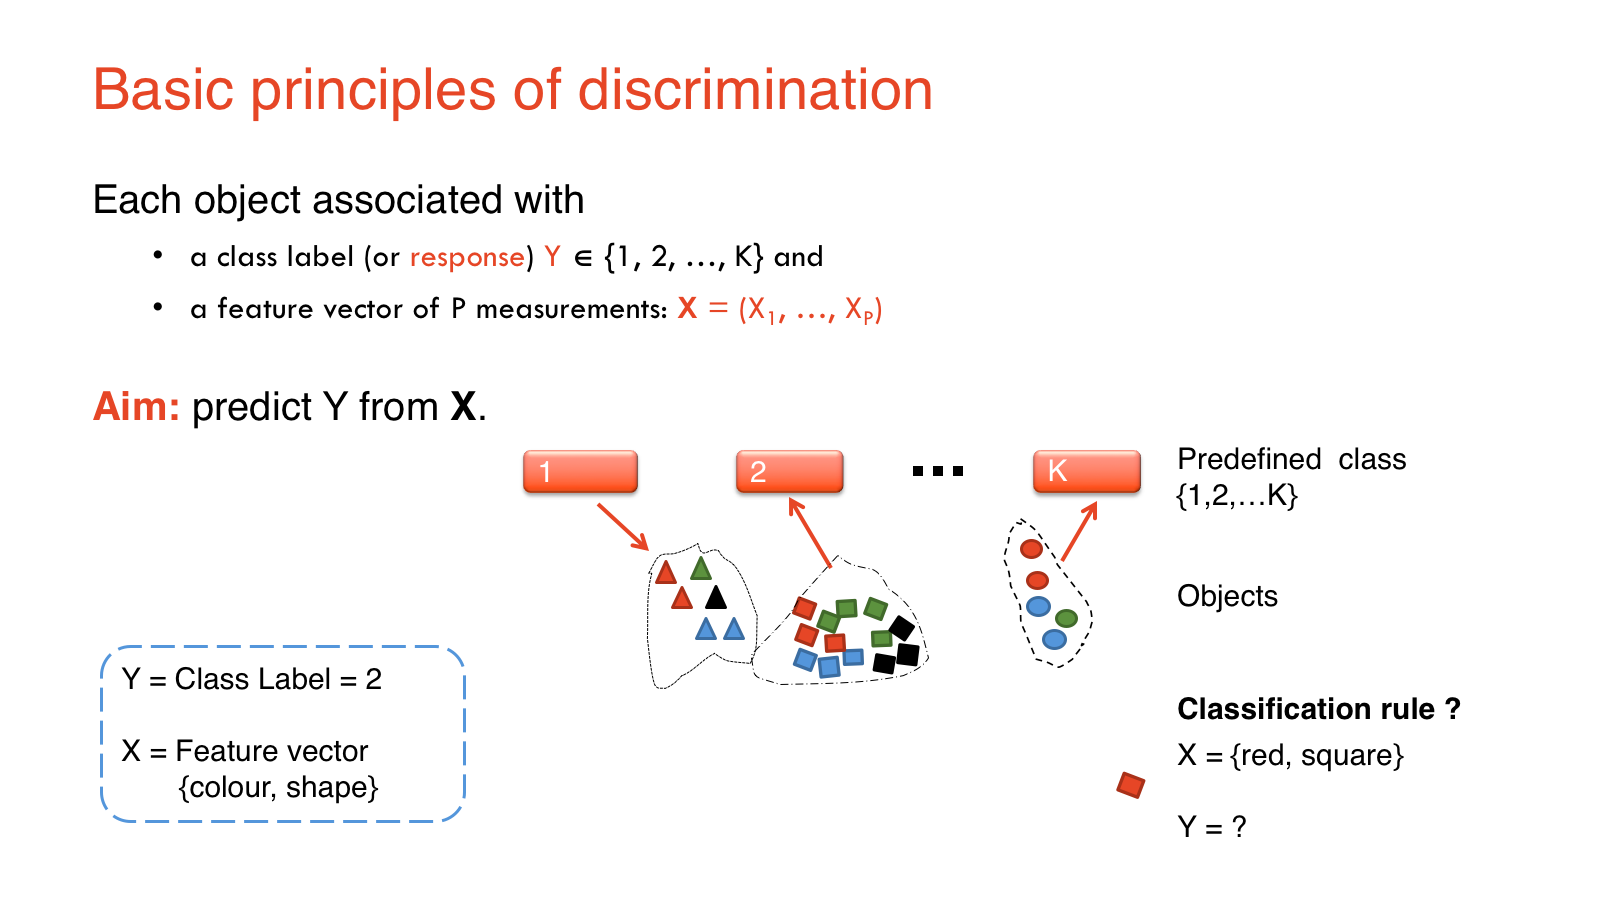 Basic principles of discrimination
Each object associated with
• a class label (or response) Y ∈ {1, 2, …, K} and
• a feature vector of P measurements: X = (X₁, …, Xₚ)
Aim: predict Y from X.
1
2
...
K
Predefined class
{1,2,…K}
Objects
Y = Class Label = 2
X = Feature vector
{colour, shape}
Classification rule ?
X = {red, square}
Y = ?